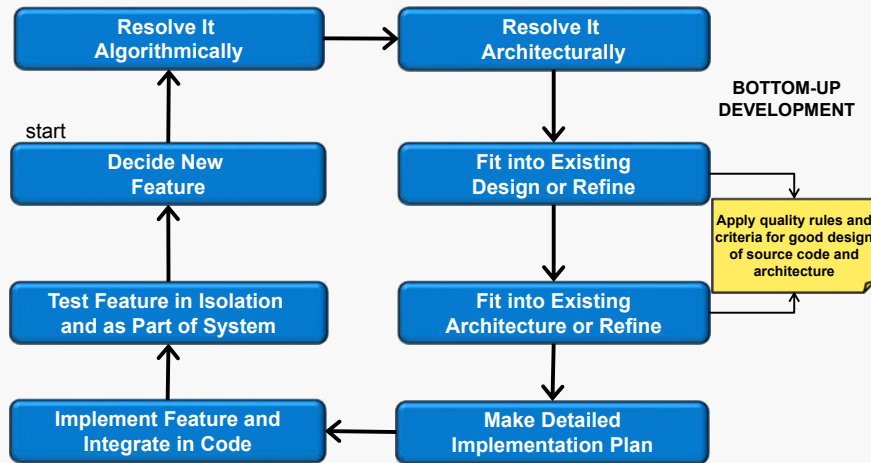 Resolve It
Algorithmically
Resolve It
Architecturally
BOTTOM-UP
DEVELOPMENT
start
Decide New
Feature
Fit into Existing
Design or Refine
Apply quality rules and
criteria for good design
of source code and
architecture
Test Feature in Isolation
and as Part of System
Fit into Existing
Architecture or Refine
Implement Feature and
Integrate in Code
Make Detailed
Implementation Plan